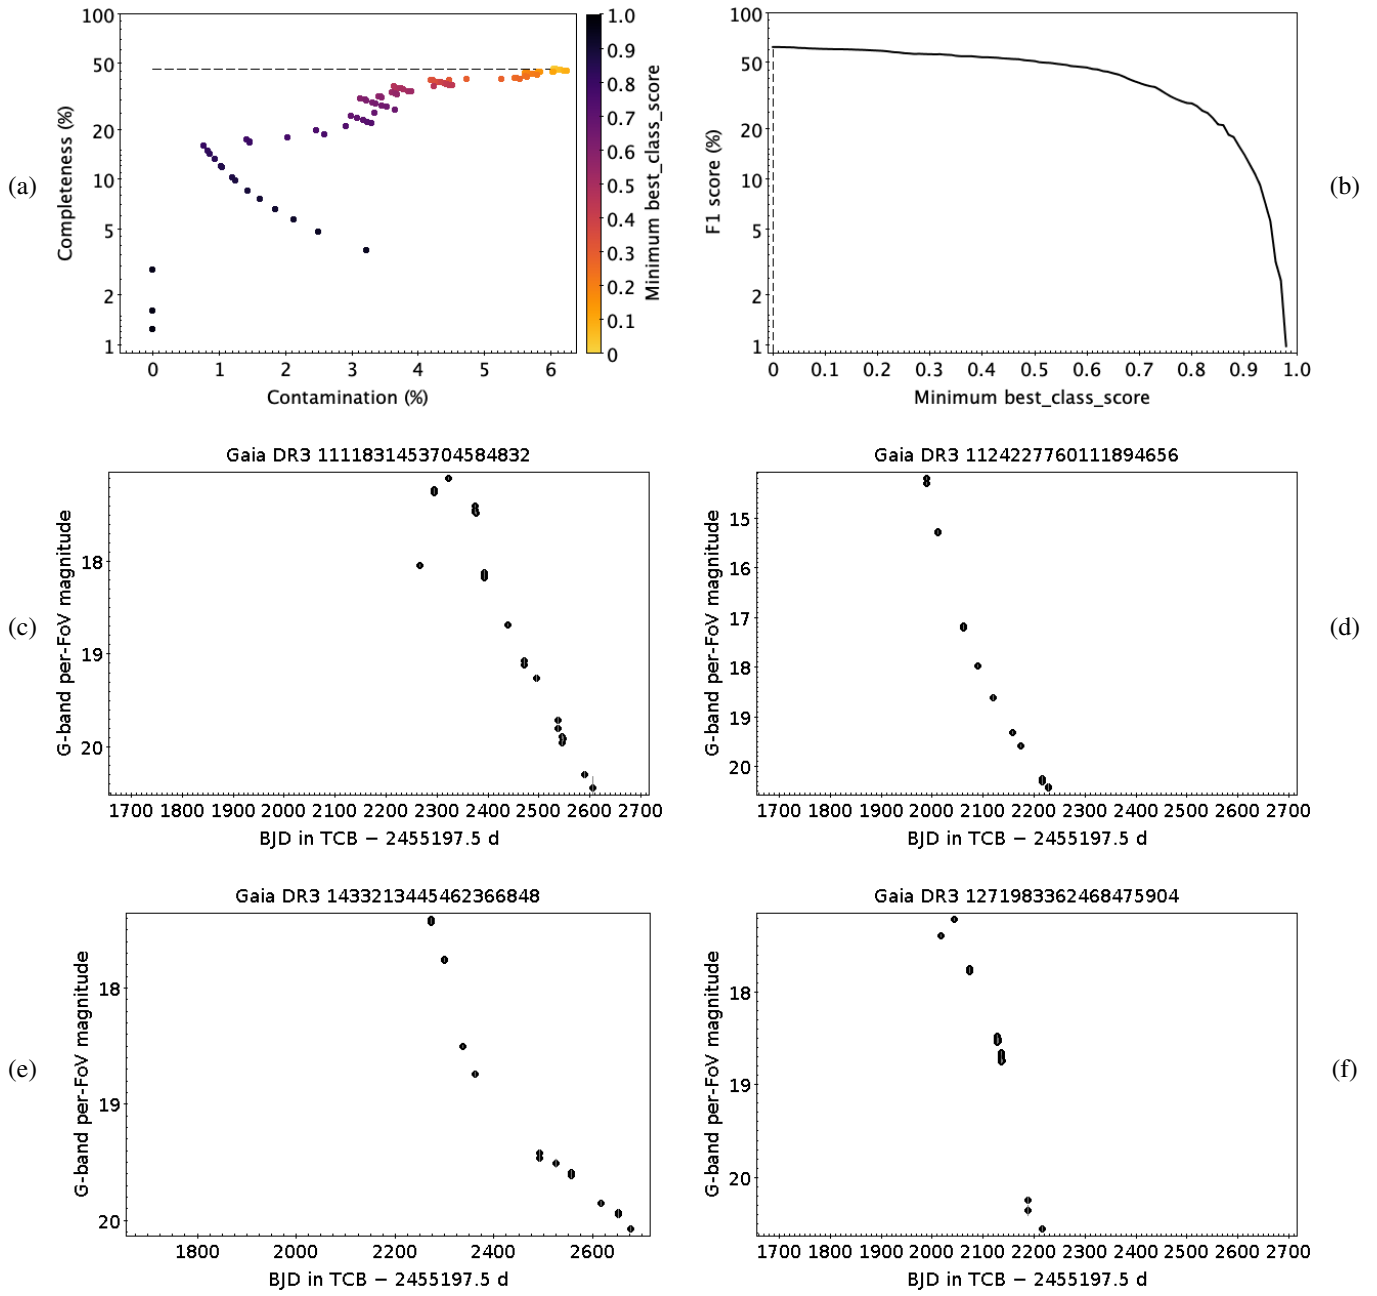 (a)
100
50
20
10
5
2
1
Completeness (%)
0 1 2 3 4 5 6
Contamination (%)
1.0
0.9
0.8
0.7
0.6
0.5
0.4
0.3
0.2
0.1
0
Minimum best_class_score
(b)
100
50
20
10
5
2
1
F1 score (%)
0 0.1 0.2 0.3 0.4 0.5 0.6 0.7 0.8 0.9 1.0
Minimum best_class_score
(c)
Gaia DR3 1111831453704584832
18
19
20
G-band per-FoV magnitude
1700 1800 1900 2000 2100 2200 2300 2400 2500 2600 2700
BJD in TCB − 2455197.5 d
(d)
Gaia DR3 1124227760111894656
15
16
17
18
19
20
G-band per-FoV magnitude
1700 1800 1900 2000 2100 2200 2300 2400 2500 2600 2700
BJD in TCB − 2455197.5 d
(e)
Gaia DR3 1433213445462366848
18
19
20
G-band per-FoV magnitude
1800 2000 2200 2400 2600
BJD in TCB − 2455197.5 d
(f)
Gaia DR3 1271983362468475904
18
19
20
G-band per-FoV magnitude
1700 1800 1900 2000 2100 2200 2300 2400 2500 2600 2700
BJD in TCB − 2455197.5 d